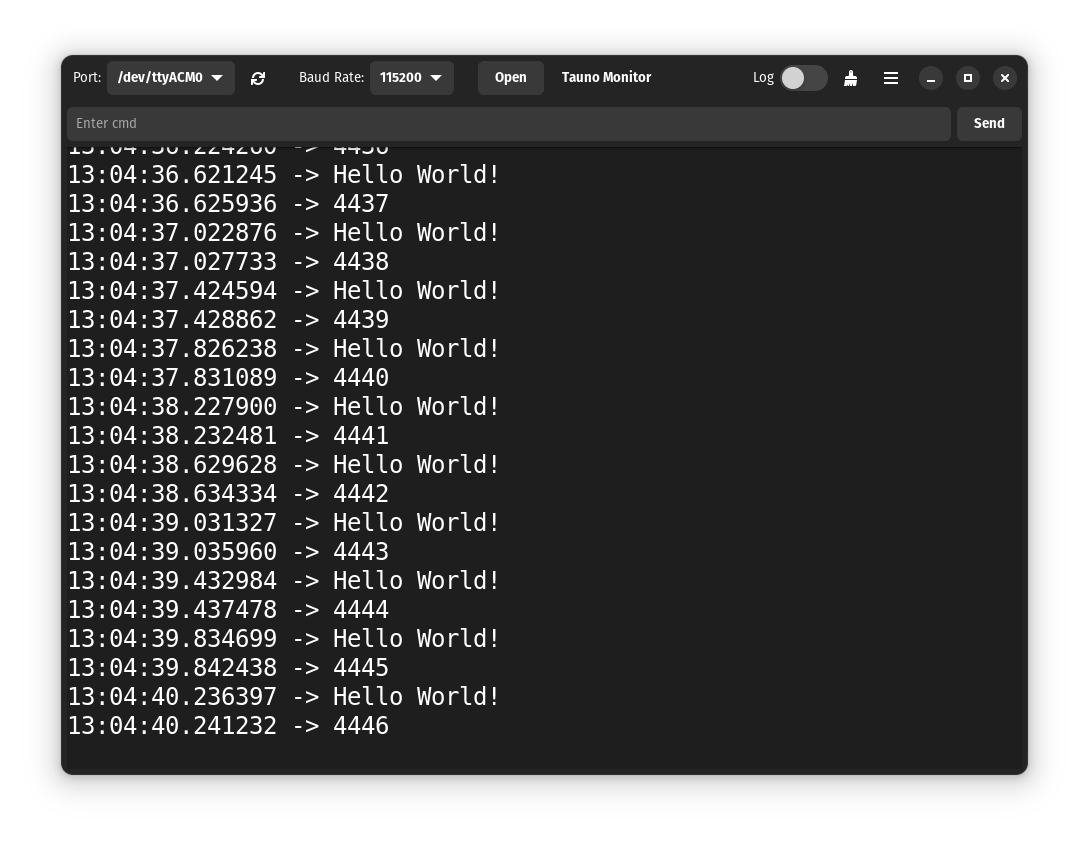 Port: /dev/ttyACM0 Baud Rate: 115200 Open Tauno Monitor Log
Enter cmd Send
13:04:36.224260 -> 4436
13:04:36.621245 -> Hello World!
13:04:36.625936 -> 4437
13:04:37.022876 -> Hello World!
13:04:37.027733 -> 4438
13:04:37.424594 -> Hello World!
13:04:37.428862 -> 4439
13:04:37.826238 -> Hello World!
13:04:37.831089 -> 4440
13:04:38.227900 -> Hello World!
13:04:38.232481 -> 4441
13:04:38.629628 -> Hello World!
13:04:38.634334 -> 4442
13:04:39.031327 -> Hello World!
13:04:39.035960 -> 4443
13:04:39.432984 -> Hello World!
13:04:39.437478 -> 4444
13:04:39.834699 -> Hello World!
13:04:39.842438 -> 4445
13:04:40.236397 -> Hello World!
13:04:40.241232 -> 4446